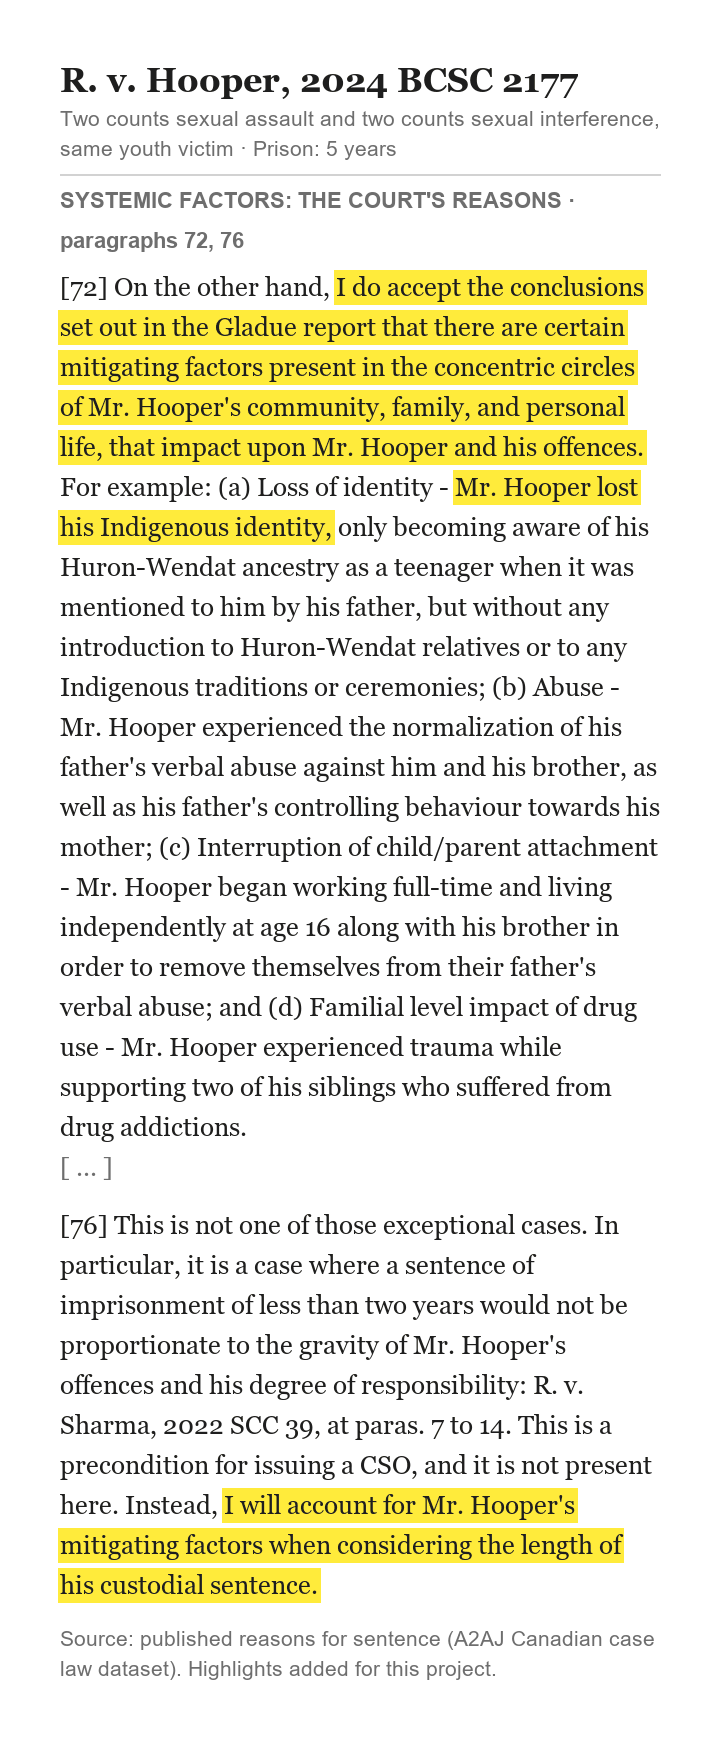 R. v. Hooper, 2024 BCSC 2177
Two counts sexual assault and two counts sexual interference,
same youth victim · Prison: 5 years
SYSTEMIC FACTORS: THE COURT'S REASONS ·
paragraphs 72, 76
[72] On the other hand, I do accept the conclusions
set out in the Gladue report that there are certain
mitigating factors present in the concentric circles
of Mr. Hooper's community, family, and personal
life, that impact upon Mr. Hooper and his offences.
For example: (a) Loss of identity - Mr. Hooper lost
his Indigenous identity, only becoming aware of his
Huron-Wendat ancestry as a teenager when it was
mentioned to him by his father, but without any
introduction to Huron-Wendat relatives or to any
Indigenous traditions or ceremonies; (b) Abuse -
Mr. Hooper experienced the normalization of his
father's verbal abuse against him and his brother, as
well as his father's controlling behaviour towards his
mother; (c) Interruption of child/parent attachment
- Mr. Hooper began working full-time and living
independently at age 16 along with his brother in
order to remove themselves from their father's
verbal abuse; and (d) Familial level impact of drug
use - Mr. Hooper experienced trauma while
supporting two of his siblings who suffered from
drug addictions.
[ ... ]
[76] This is not one of those exceptional cases. In
particular, it is a case where a sentence of
imprisonment of less than two years would not be
proportionate to the gravity of Mr. Hooper's
offences and his degree of responsibility: R. v.
Sharma, 2022 SCC 39, at paras. 7 to 14. This is a
precondition for issuing a CSO, and it is not present
here. Instead, I will account for Mr. Hooper's
mitigating factors when considering the length of
his custodial sentence.
Source: published reasons for sentence (A2AJ Canadian case
law dataset). Highlights added for this project.